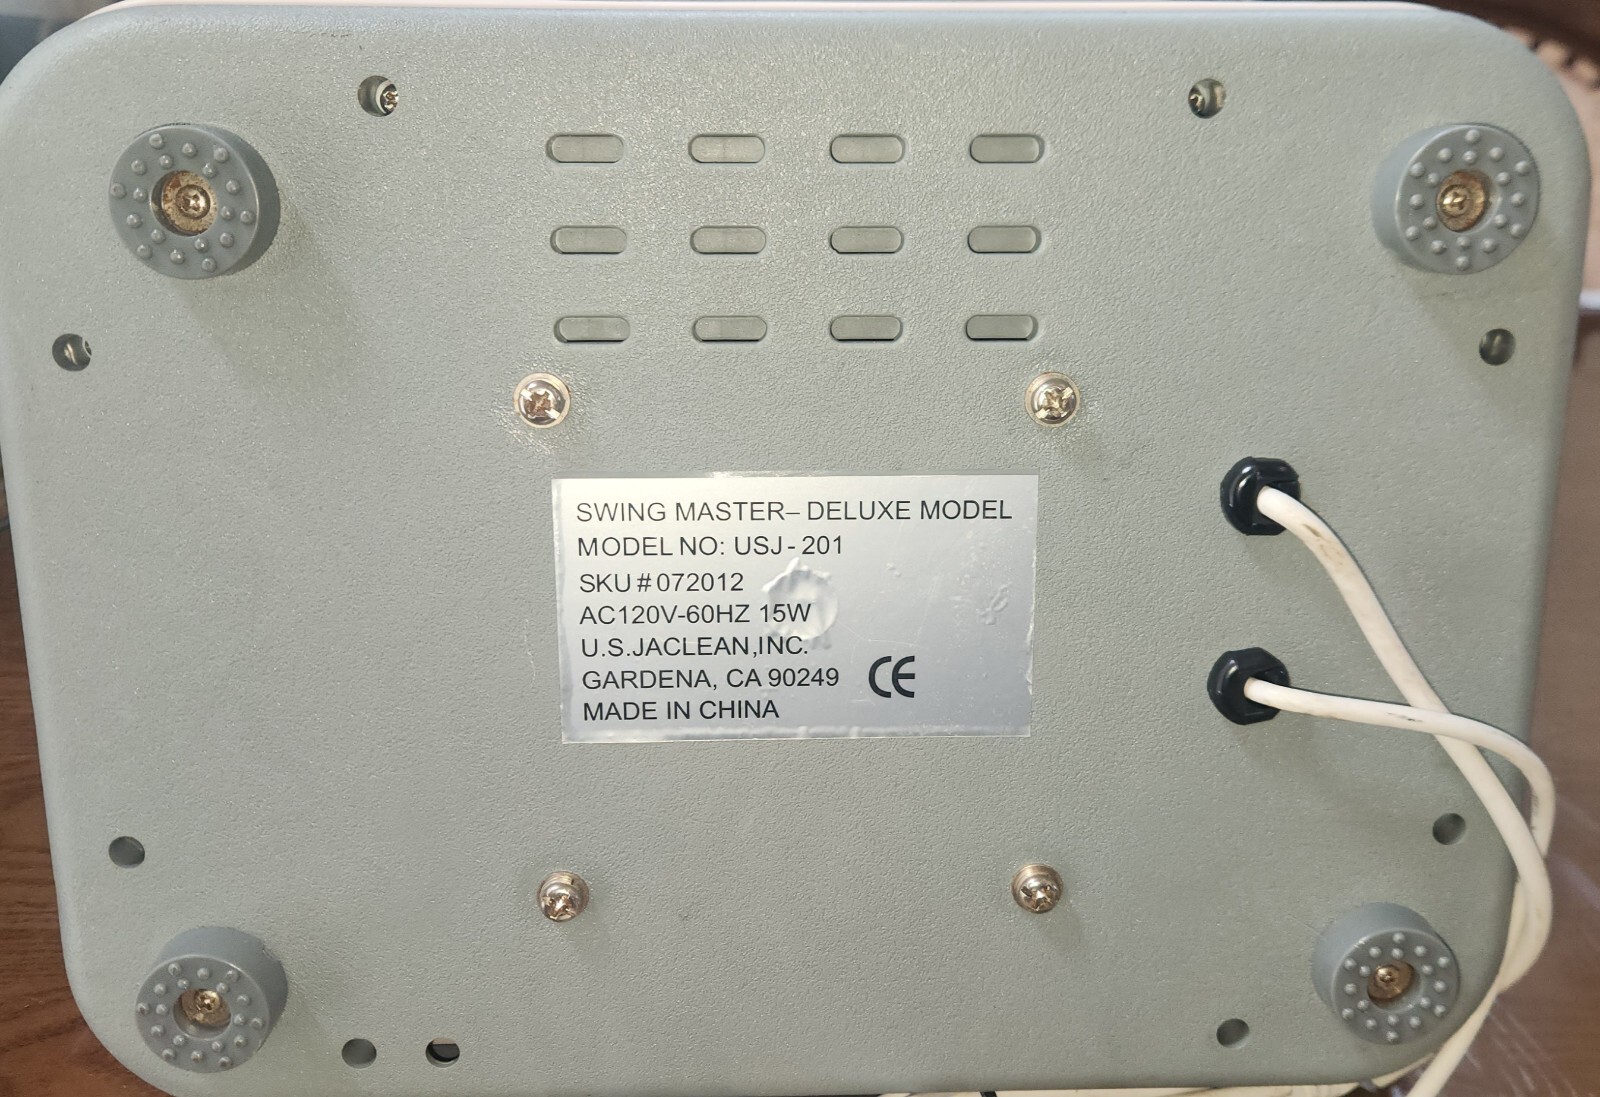 SWING MASTER– DELUXE MODEL
MODEL NO: USJ - 201
SKU # 072012
AC120V-60HZ 15W
U.S.JACLEAN,INC.
GARDENA, CA 90249 CE
MADE IN CHINA